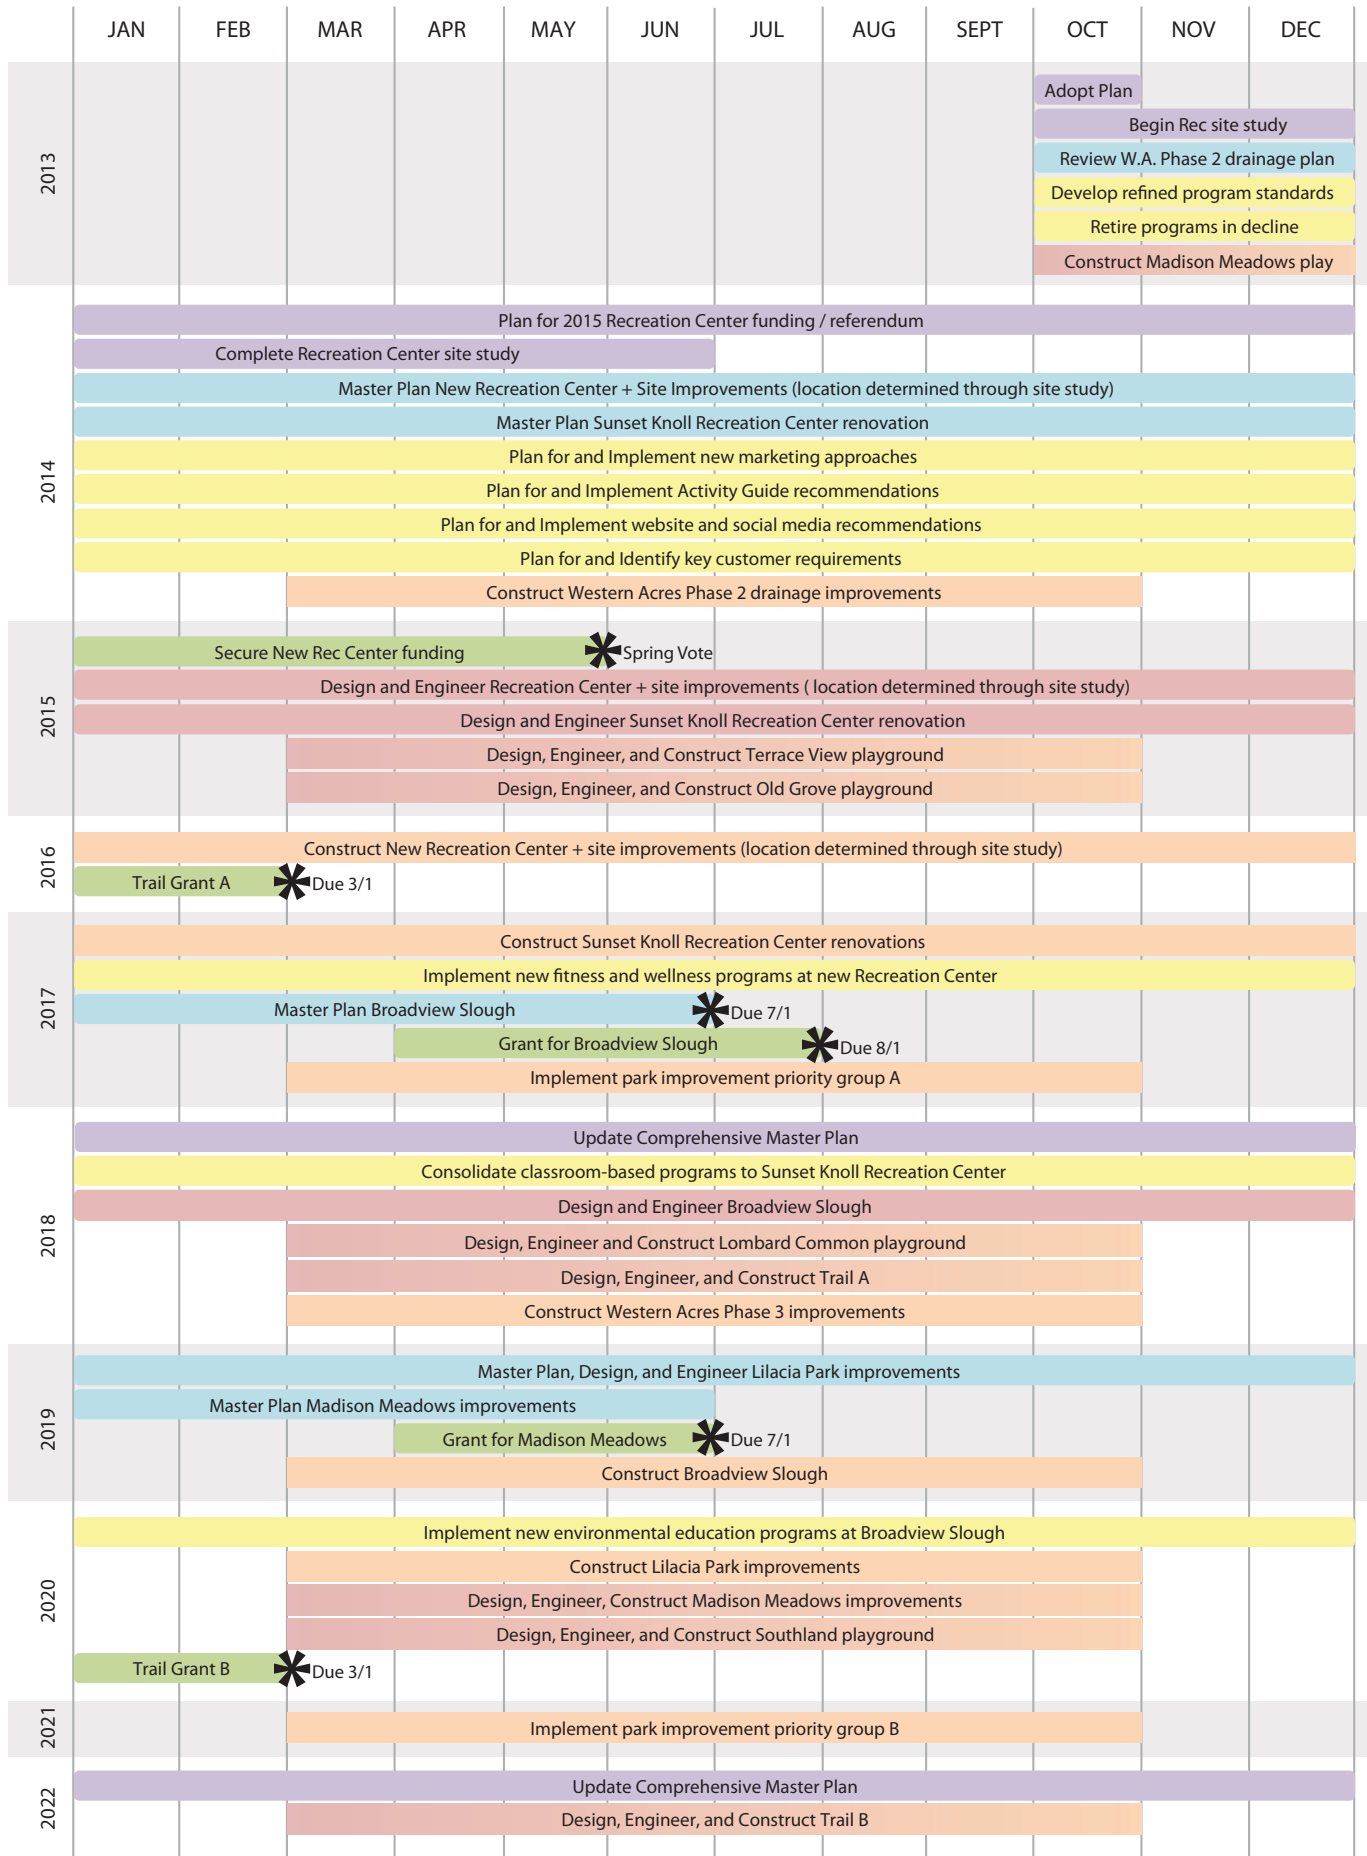 JAN FEB MAR APR MAY JUN JUL AUG SEPT OCT NOV DEC
2013
Adopt Plan
Begin Rec site study
Review W.A. Phase 2 drainage plan
Develop refined program standards
Retire programs in decline
Construct Madison Meadows play
2014
Plan for 2015 Recreation Center funding / referendum
Complete Recreation Center site study
Master Plan New Recreation Center + Site Improvements (location determined through site study)
Master Plan Sunset Knoll Recreation Center renovation
Plan for and Implement new marketing approaches
Plan for and Implement Activity Guide recommendations
Plan for and Implement website and social media recommendations
Plan for and Identify key customer requirements
Construct Western Acres Phase 2 drainage improvements
2015
Secure New Rec Center funding Spring Vote
Design and Engineer Recreation Center + site improvements ( location determined through site study)
Design and Engineer Sunset Knoll Recreation Center renovation
Design, Engineer, and Construct Terrace View playground
Design, Engineer, and Construct Old Grove playground
2016
Construct New Recreation Center + site improvements (location determined through site study)
Trail Grant A Due 3/1
2017
Construct Sunset Knoll Recreation Center renovations
Implement new fitness and wellness programs at new Recreation Center
Master Plan Broadview Slough Due 7/1
Grant for Broadview Slough Due 8/1
Implement park improvement priority group A
2018
Update Comprehensive Master Plan
Consolidate classroom-based programs to Sunset Knoll Recreation Center
Design and Engineer Broadview Slough
Design, Engineer and Construct Lombard Common playground
Design, Engineer, and Construct Trail A
Construct Western Acres Phase 3 improvements
2019
Master Plan, Design, and Engineer Lilacia Park improvements
Master Plan Madison Meadows improvements
Grant for Madison Meadows Due 7/1
Construct Broadview Slough
2020
Implement new environmental education programs at Broadview Slough
Construct Lilacia Park improvements
Design, Engineer, Construct Madison Meadows improvements
Design, Engineer, and Construct Southland playground
Trail Grant B Due 3/1
2021
Implement park improvement priority group B
2022
Update Comprehensive Master Plan
Design, Engineer, and Construct Trail B